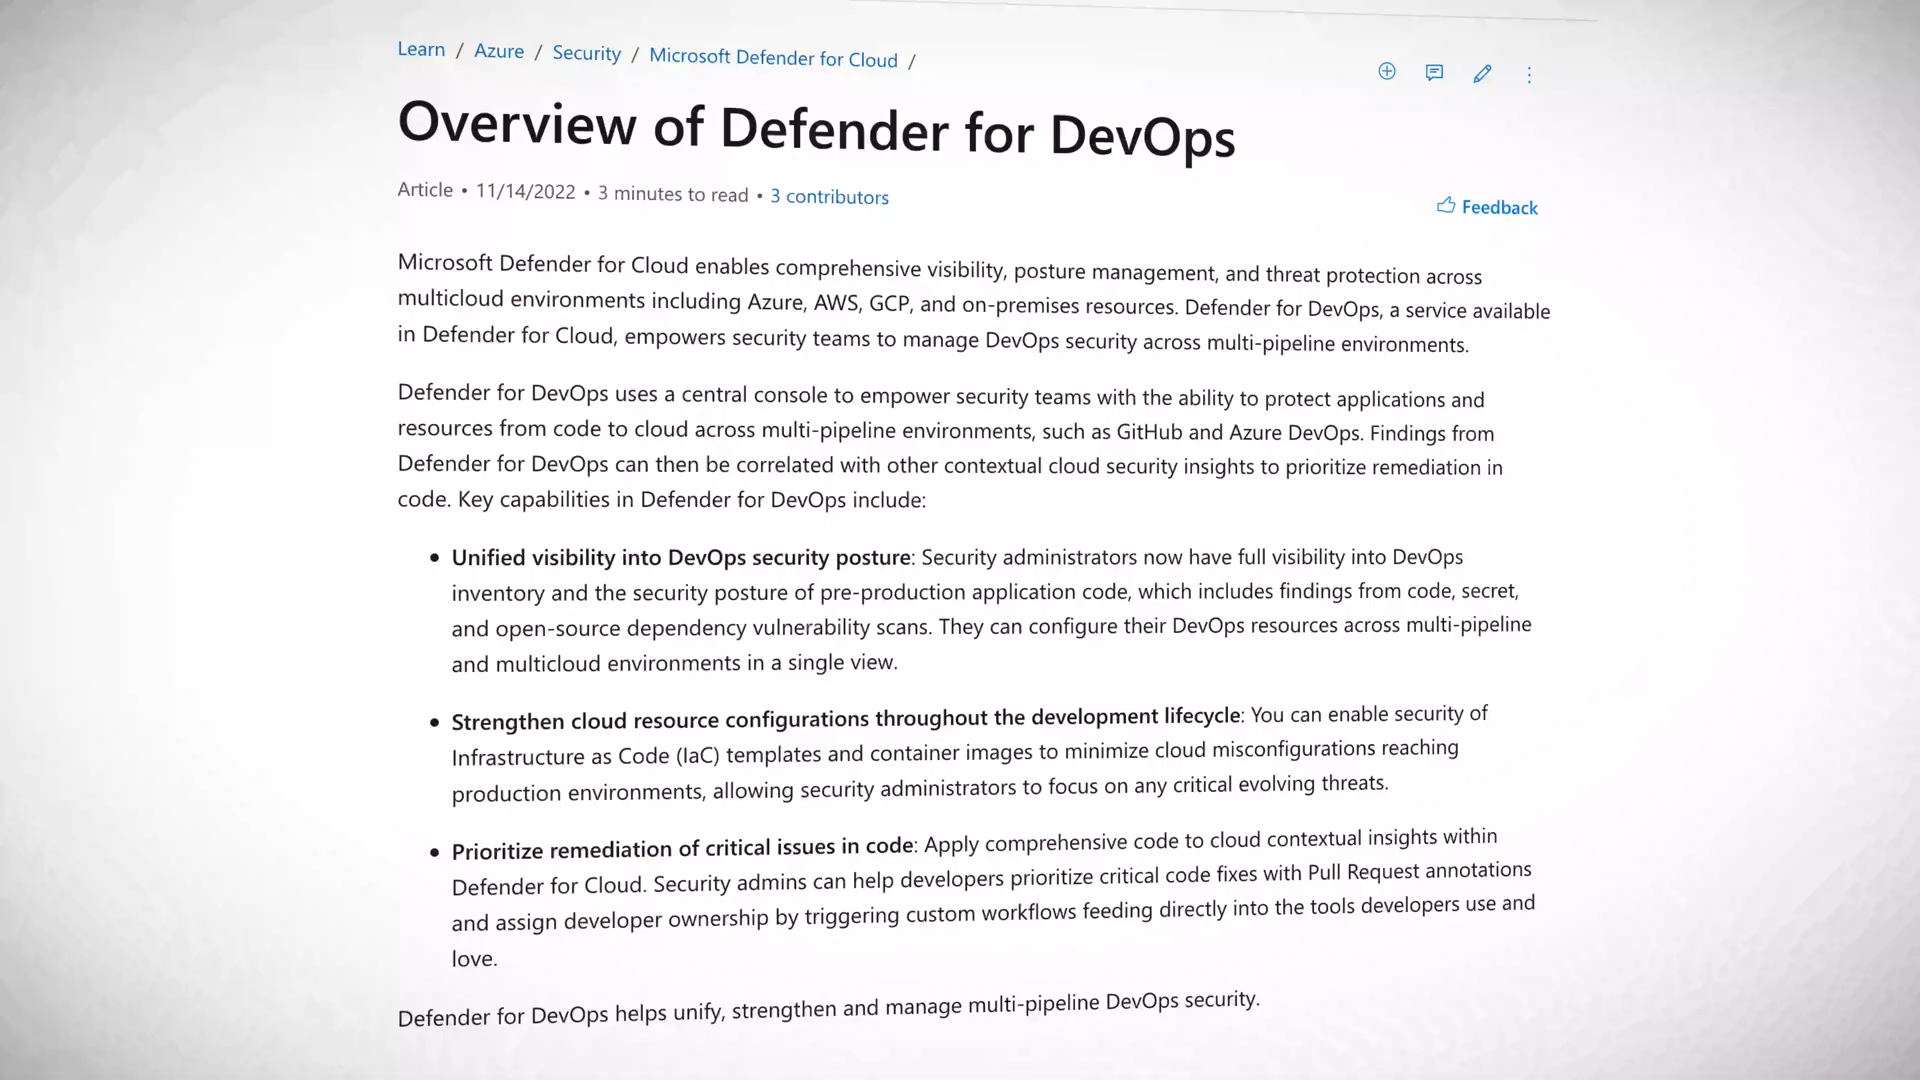 Learn / Azure / Security / Microsoft Defender for Cloud /
Overview of Defender for DevOps
Article • 11/14/2022 • 3 minutes to read • 3 contributors
Feedback
Microsoft Defender for Cloud enables comprehensive visibility, posture management, and threat protection across
multicloud environments including Azure, AWS, GCP, and on-premises resources. Defender for DevOps, a service available
in Defender for Cloud, empowers security teams to manage DevOps security across multi-pipeline environments.
Defender for DevOps uses a central console to empower security teams with the ability to protect applications and
resources from code to cloud across multi-pipeline environments, such as GitHub and Azure DevOps. Findings from
Defender for DevOps can then be correlated with other contextual cloud security insights to prioritize remediation in
code. Key capabilities in Defender for DevOps include:
• Unified visibility into DevOps security posture: Security administrators now have full visibility into DevOps
inventory and the security posture of pre-production application code, which includes findings from code, secret,
and open-source dependency vulnerability scans. They can configure their DevOps resources across multi-pipeline
and multicloud environments in a single view.
• Strengthen cloud resource configurations throughout the development lifecycle: You can enable security of
Infrastructure as Code (IaC) templates and container images to minimize cloud misconfigurations reaching
production environments, allowing security administrators to focus on any critical evolving threats.
• Prioritize remediation of critical issues in code: Apply comprehensive code to cloud contextual insights within
Defender for Cloud. Security admins can help developers prioritize critical code fixes with Pull Request annotations
and assign developer ownership by triggering custom workflows feeding directly into the tools developers use and
love.
Defender for DevOps helps unify, strengthen and manage multi-pipeline DevOps security.